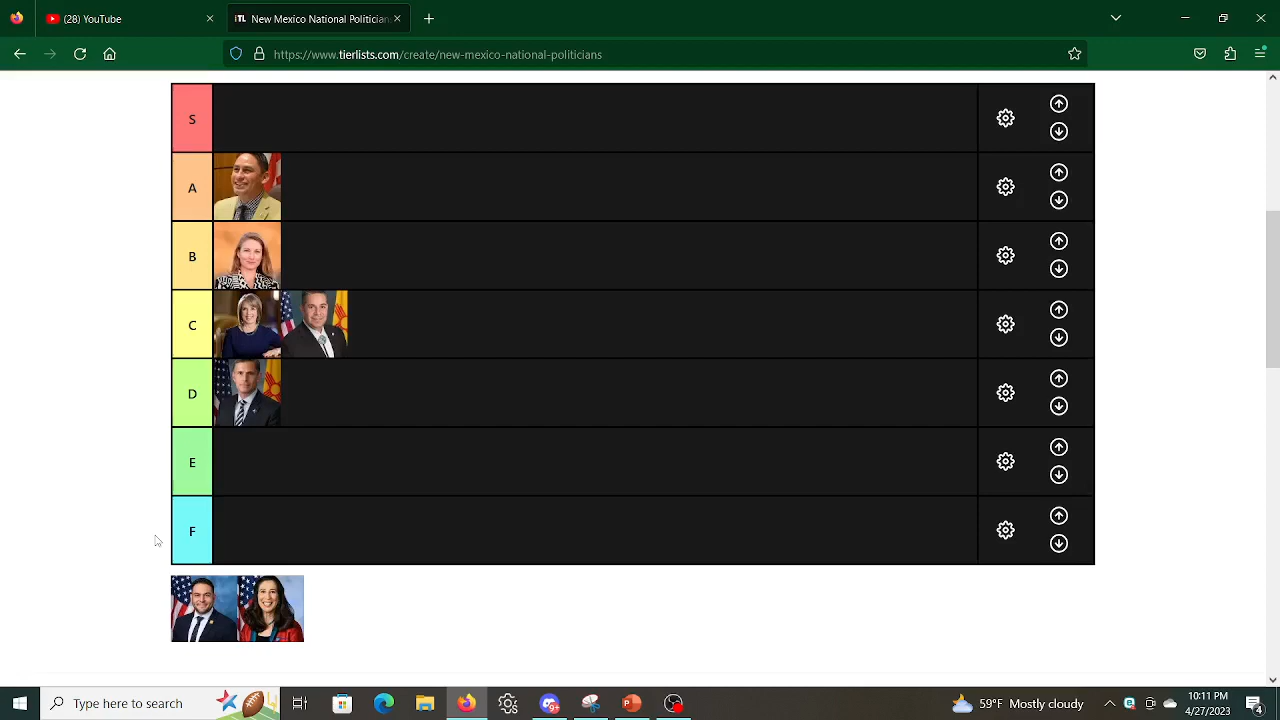 (28) YouTube
iTL New Mexico National Politician
https://www.tierlists.com/create/new-mexico-national-politicians
S
A
B
C
D
E
F
Type here to search
59°F Mostly cloudy
10:11 PM
4/27/2023